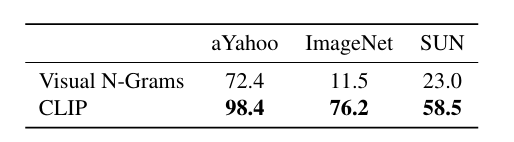 aYahoo ImageNet SUN
Visual N-Grams 72.4 11.5 23.0
CLIP 98.4 76.2 58.5